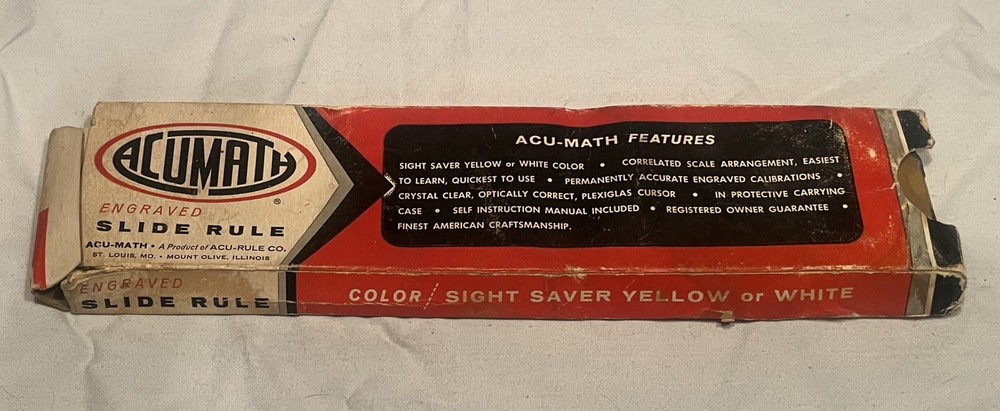 ACUMATH
®
ENGRAVED
SLIDE RULE
ACU-MATH • A Product of ACU-RULE CO.
ST. LOUIS, MO. • MOUNT OLIVE, ILLINOIS
ACU-MATH FEATURES
SIGHT SAVER YELLOW or WHITE COLOR • CORRELATED SCALE ARRANGEMENT, EASIEST
TO LEARN, QUICKEST TO USE • PERMANENTLY ACCURATE ENGRAVED CALIBRATIONS •
CRYSTAL CLEAR, OPTICALLY CORRECT, PLEXIGLAS CURSOR • IN PROTECTIVE CARRYING
CASE • SELF INSTRUCTION MANUAL INCLUDED • REGISTERED OWNER GUARANTEE •
FINEST AMERICAN CRAFTSMANSHIP.
ENGRAVED
SLIDE RULE
COLOR / SIGHT SAVER YELLOW or WHITE